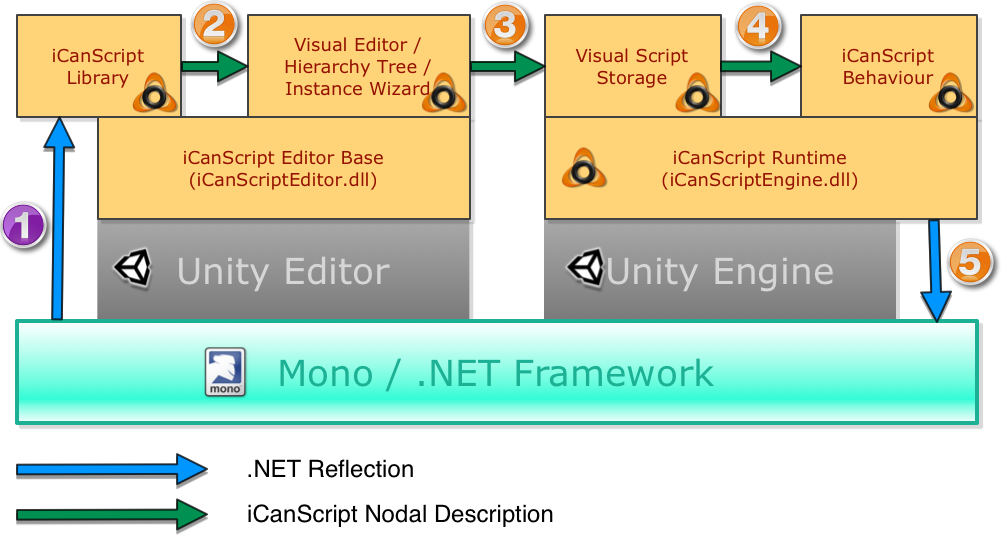 2
3
4
iCanScript
Library
Visual Editor /
Hierarchy Tree /
Instance Wizard
Visual Script
Storage
iCanScript
Behaviour
iCanScript Editor Base
(iCanScriptEditor.dll)
iCanScript Runtime
(iCanScriptEngine.dll)
1
Unity Editor
Unity Engine
5
mono
Mono / .NET Framework
.NET Reflection
iCanScript Nodal Description